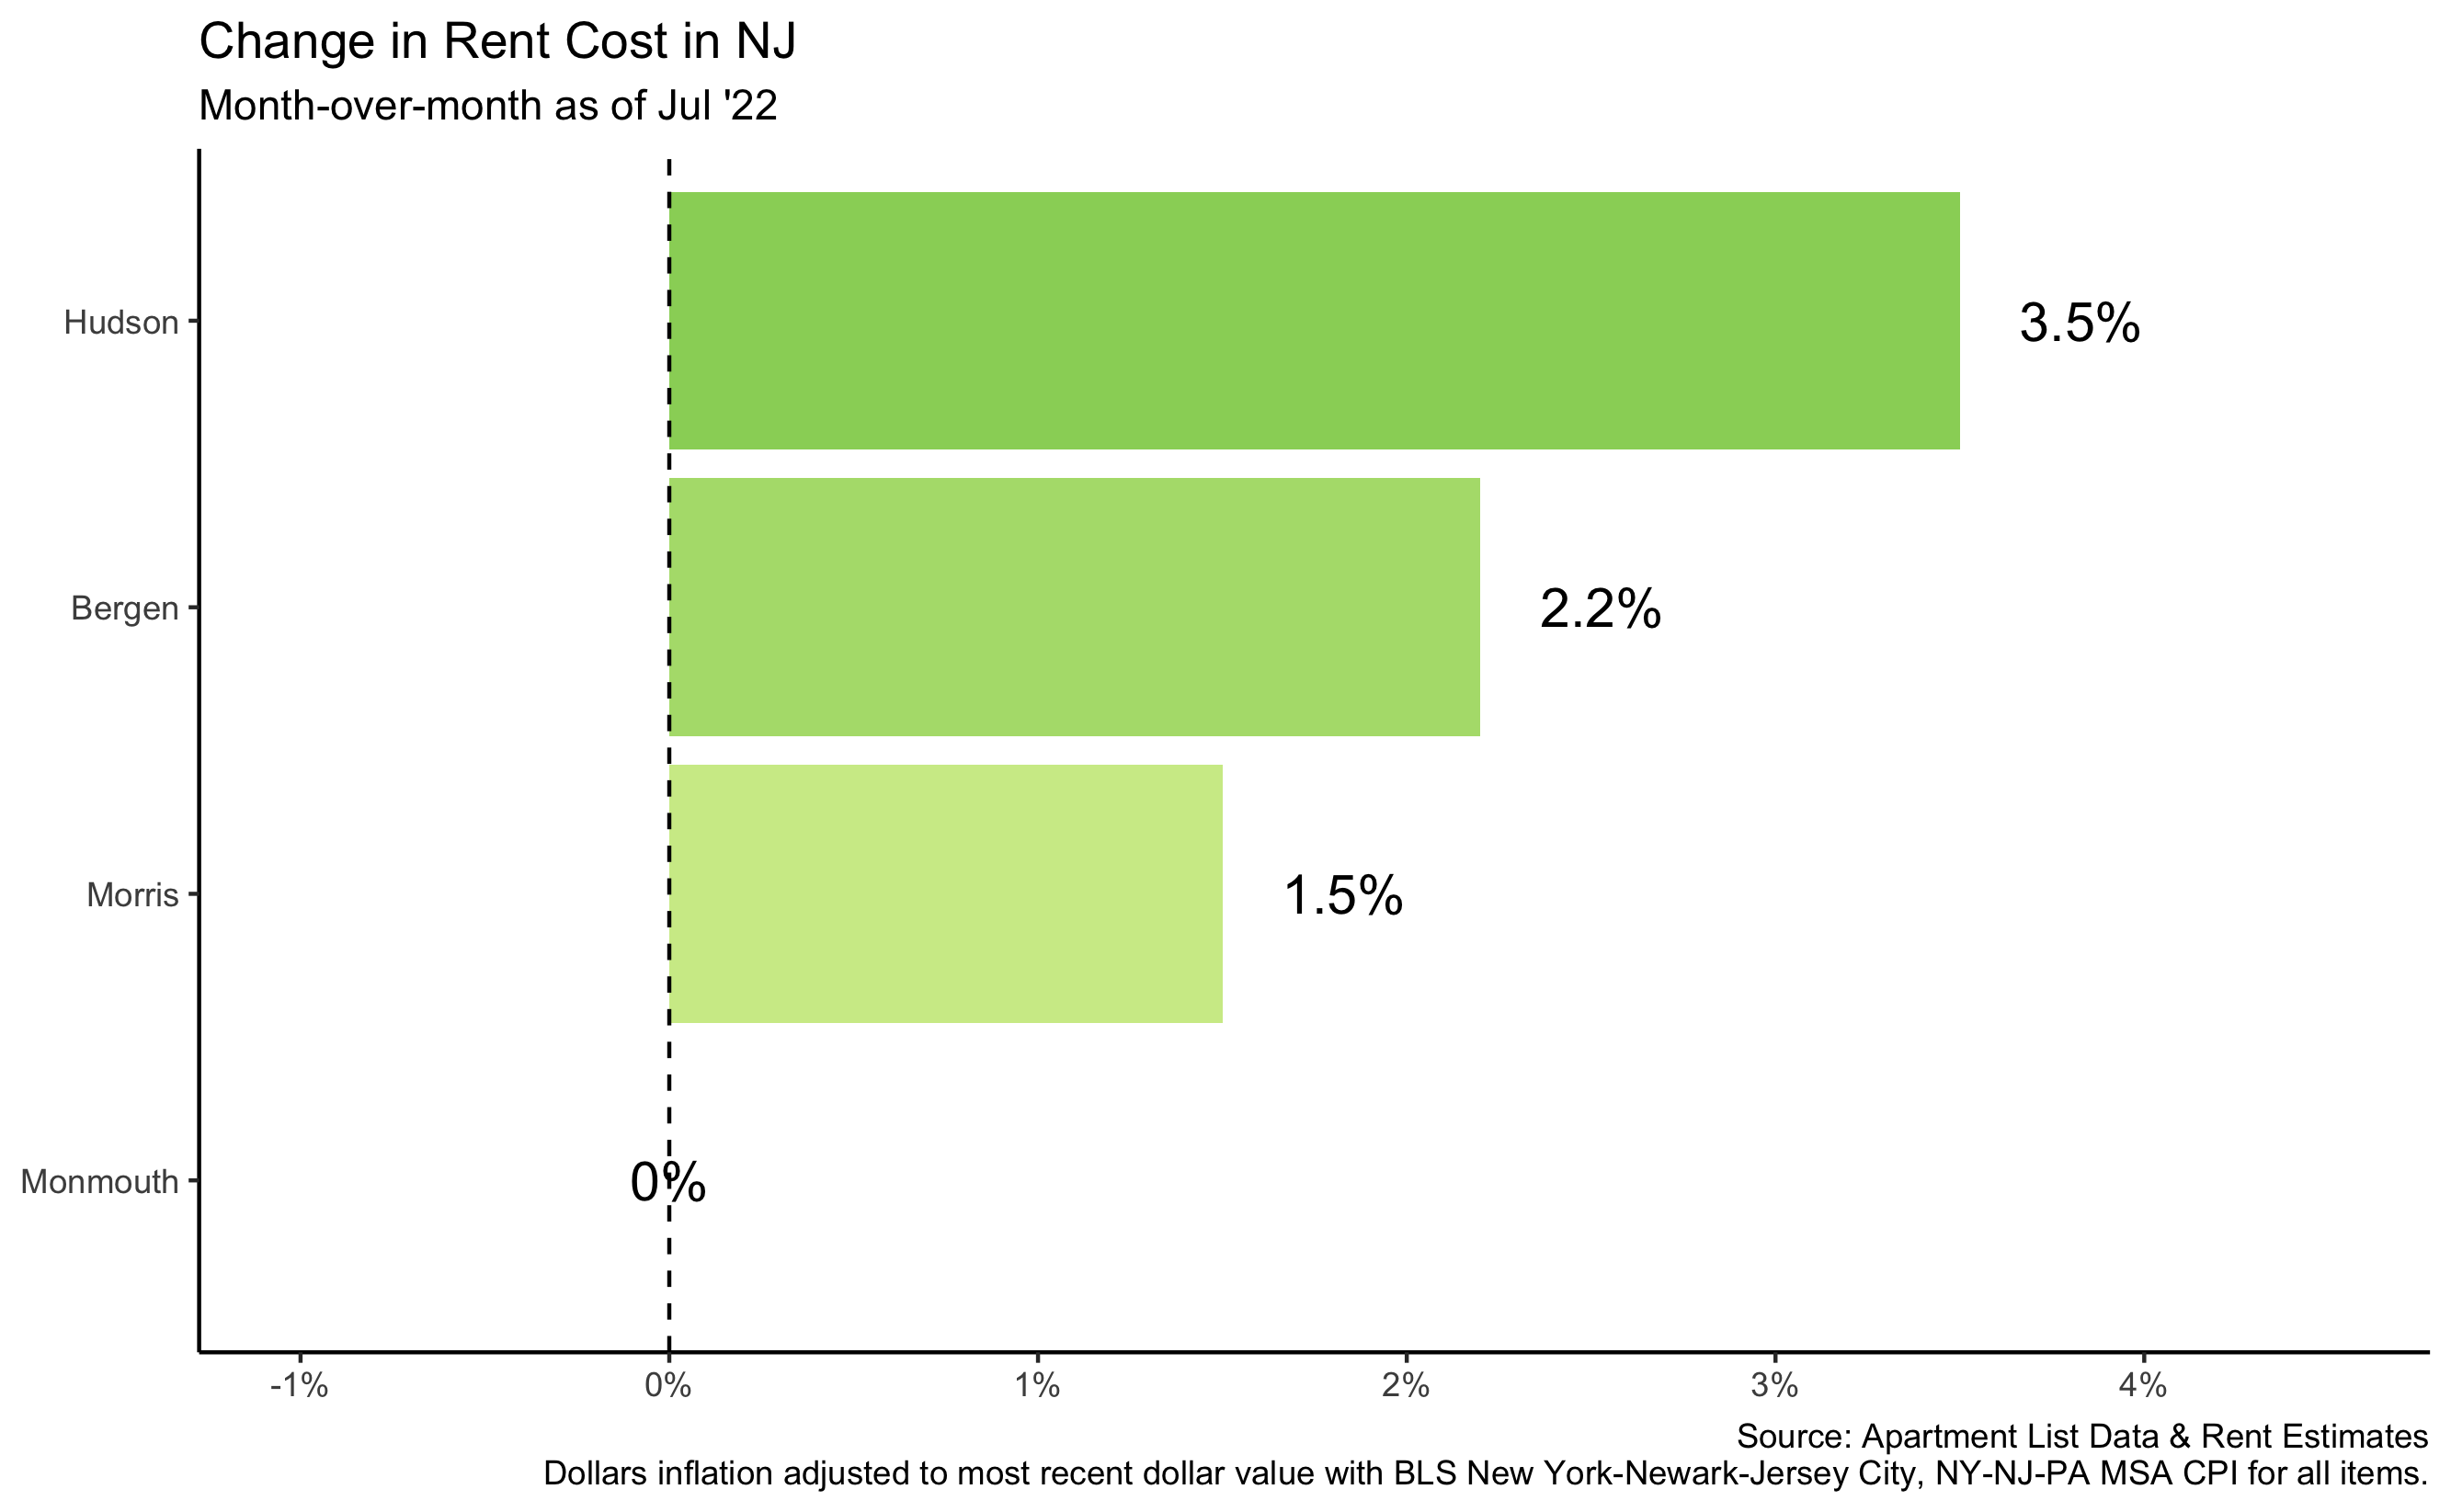 Change in Rent Cost in NJ
Month-over-month as of Jul '22
Hudson
3.5%
Bergen
2.2%
Morris
1.5%
Monmouth
0%
-1%
0%
1%
2%
3%
4%
Source: Apartment List Data & Rent Estimates
Dollars inflation adjusted to most recent dollar value with BLS New York-Newark-Jersey City, NY-NJ-PA MSA CPI for all items.